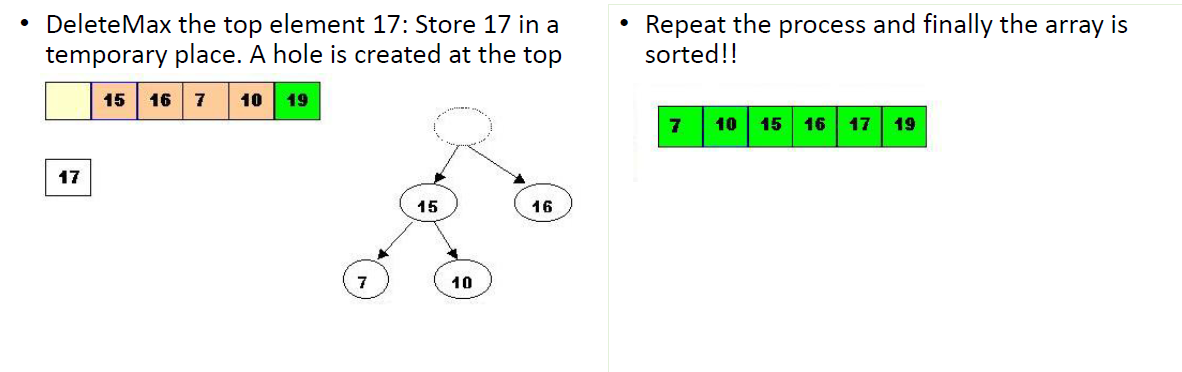 • DeleteMax the top element 17: Store 17 in a
temporary place. A hole is created at the top
15 16 7 10 19
17
15 16
7 10
• Repeat the process and finally the array is
sorted!!
7 10 15 16 17 19